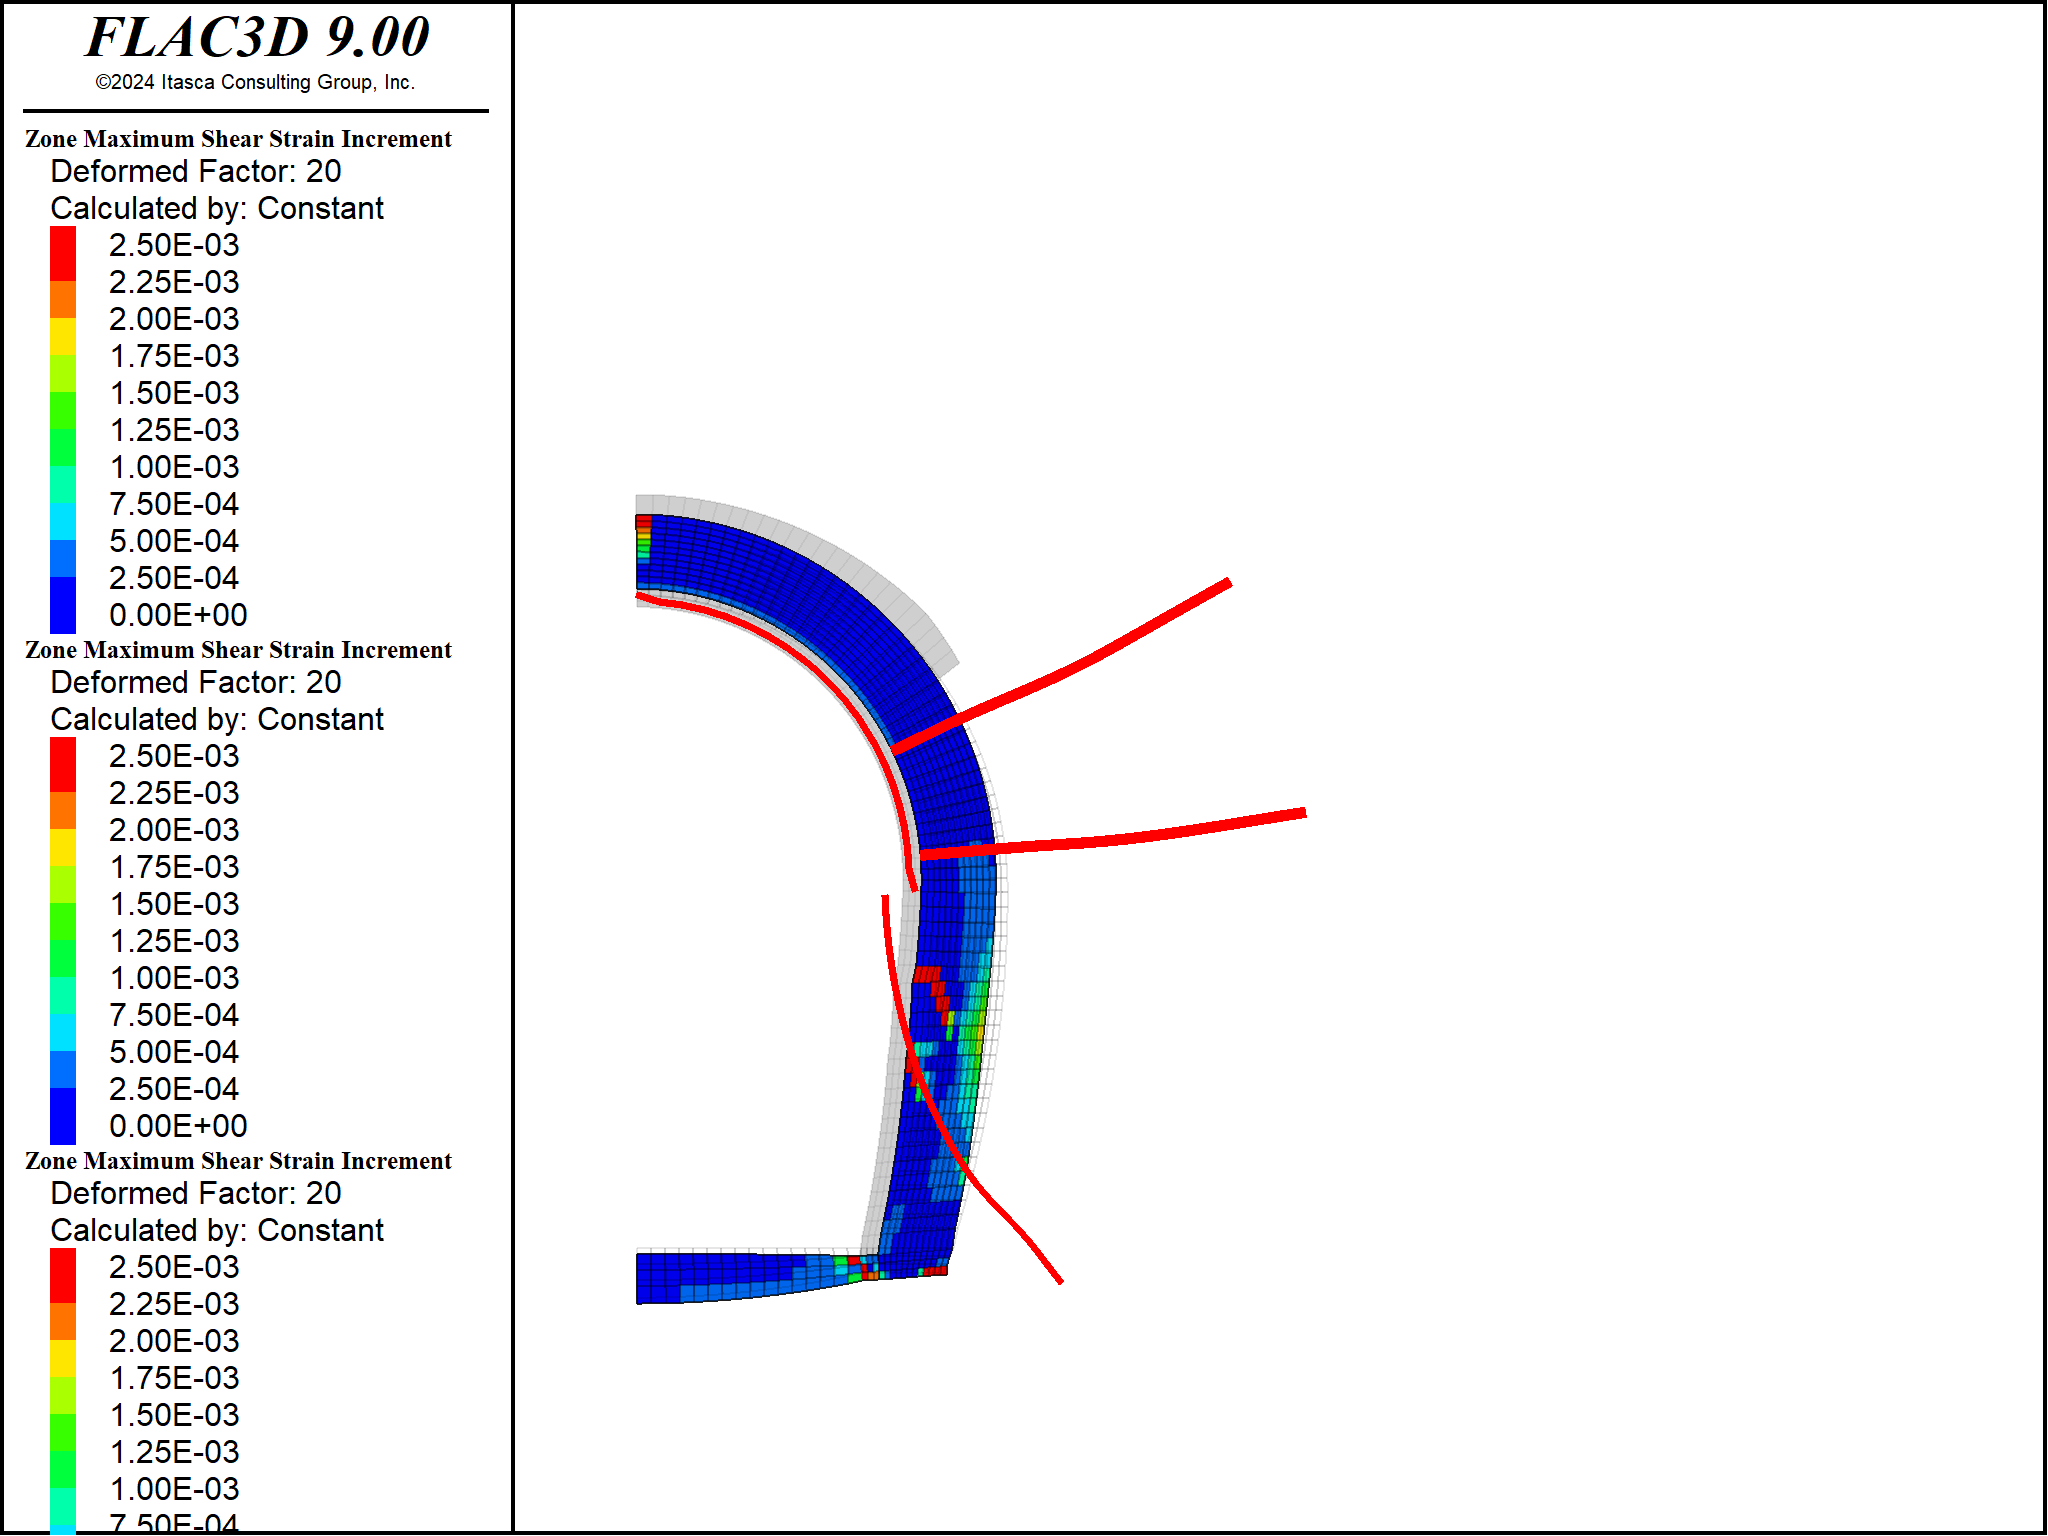 FLAC3D 9.00
©2024 Itasca Consulting Group, Inc.
Zone Maximum Shear Strain Increment
Deformed Factor: 20
Calculated by: Constant
2.50E-03
2.25E-03
2.00E-03
1.75E-03
1.50E-03
1.25E-03
1.00E-03
7.50E-04
5.00E-04
2.50E-04
0.00E+00
Zone Maximum Shear Strain Increment
Deformed Factor: 20
Calculated by: Constant
2.50E-03
2.25E-03
2.00E-03
1.75E-03
1.50E-03
1.25E-03
1.00E-03
7.50E-04
5.00E-04
2.50E-04
0.00E+00
Zone Maximum Shear Strain Increment
Deformed Factor: 20
Calculated by: Constant
2.50E-03
2.25E-03
2.00E-03
1.75E-03
1.50E-03
1.25E-03
1.00E-03
7.50E-04